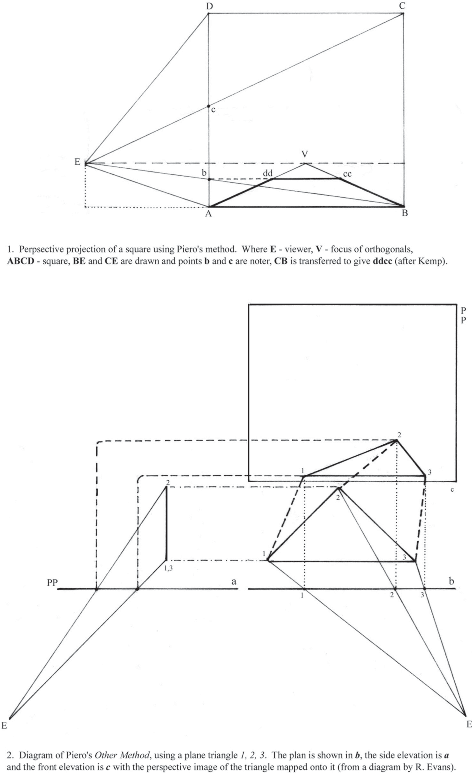 D C
c
E
V
b dd cc
A B
1. Perpsective projection of a square using Piero's method. Where E - viewer, V - focus of orthogonals,
ABCD - square, BE and CE are drawn and points b and c are noter, CB is transferred to give ddcc (after Kemp).
P
P
2
1 3
c
2 2
1,3 1 3
PP a b
1 2 3
E E
2. Diagram of Piero's Other Method, using a plane triangle 1, 2, 3. The plan is shown in b, the side elevation is a
and the front elevation is c with the perspective image of the triangle mapped onto it (from a diagram by R. Evans).